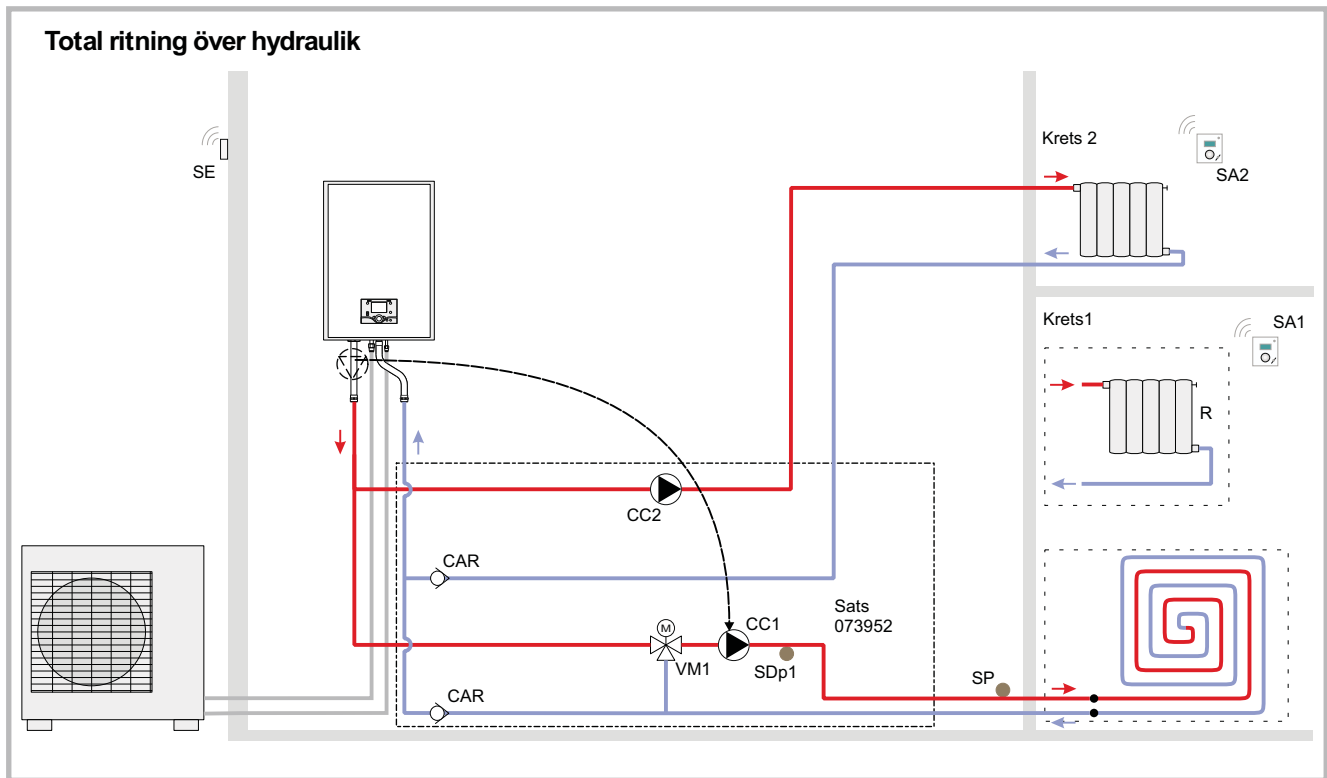 Total ritning över hydraulik
SE
Krets 2
SA2
Krets1
SA1
R
CC2
CAR
Sats
073952
M
CC1
VM1
SDp1
SP
CAR